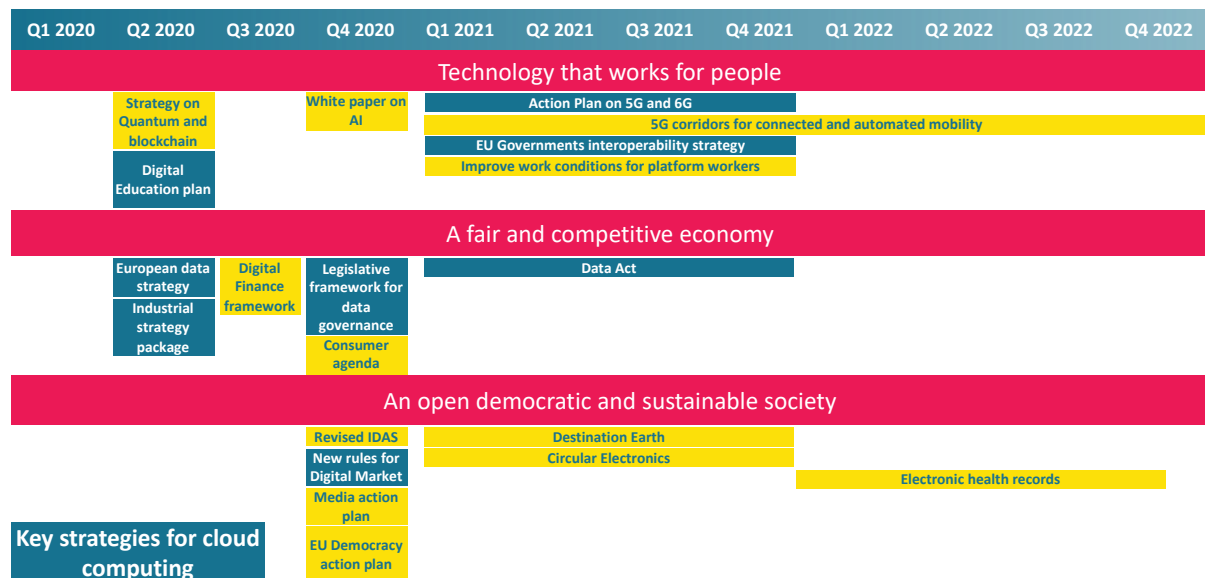 Q1 2020 Q2 2020 Q3 2020 Q4 2020 Q1 2021 Q2 2021 Q3 2021 Q4 2021 Q1 2022 Q2 2022 Q3 2022 Q4 2022
Technology that works for people
Strategy on
Quantum and
blockchain
Digital
Education plan
White paper on
AI
Action Plan on 5G and 6G
5G corridors for connected and automated mobility
EU Governments interoperability strategy
Improve work conditions for platform workers
A fair and competitive economy
European data
strategy
Industrial
strategy
package
Digital
Finance
framework
Legislative
framework for
data
governance
Consumer
agenda
Data Act
An open democratic and sustainable society
Revised IDAS
New rules for
Digital Market
Media action
plan
EU Democracy
action plan
Destination Earth
Circular Electronics
Electronic health records
Key strategies for cloud
computing